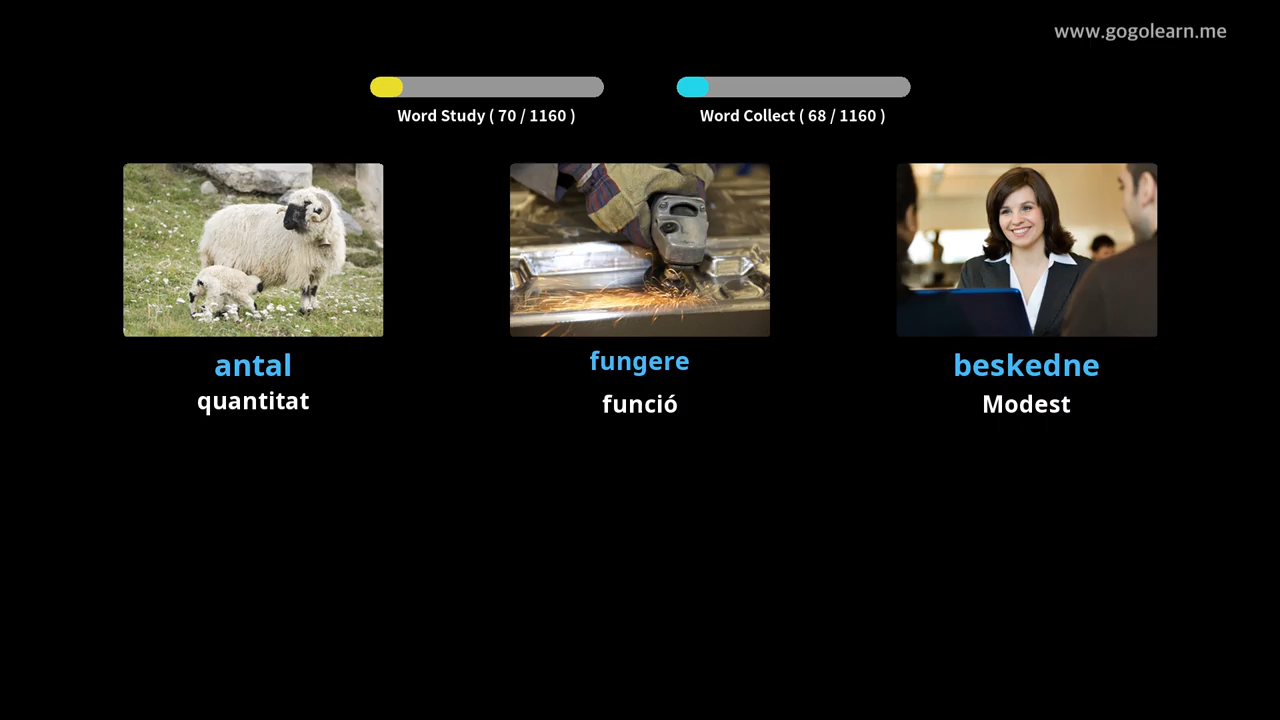 www.gogolearn.me
Word Study ( 70 / 1160 )
Word Collect ( 68 / 1160 )
antal
quantitat
fungere
funció
beskedne
Modest